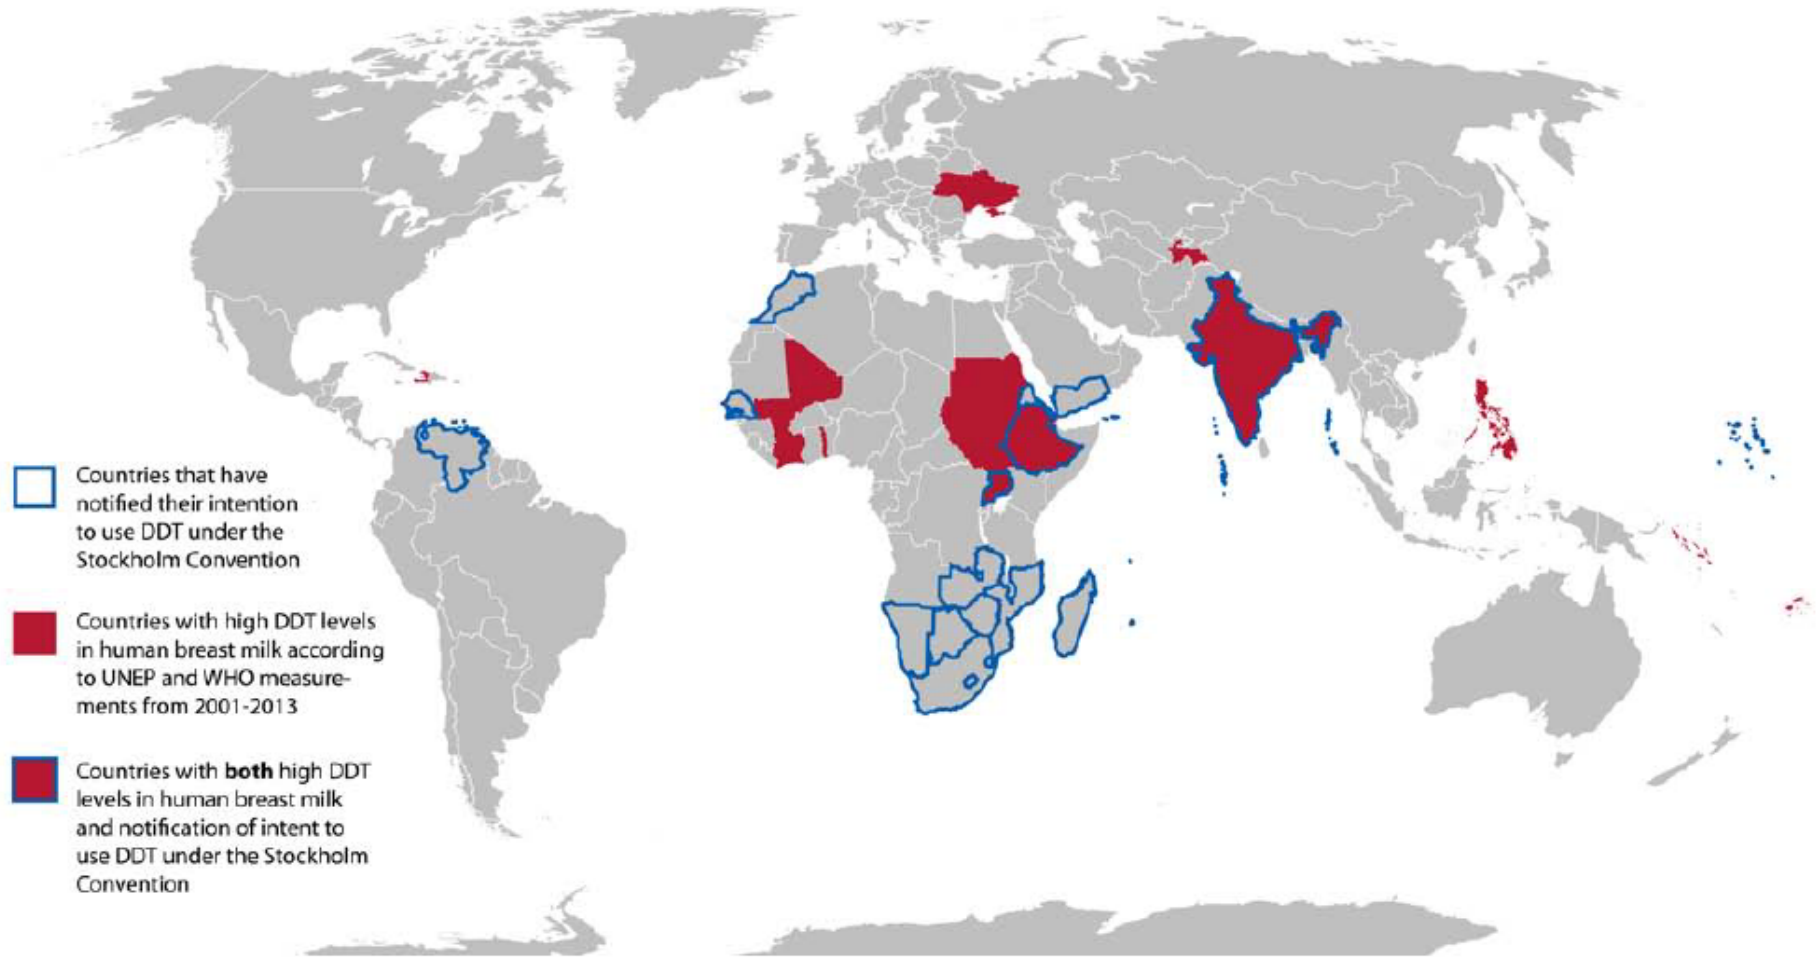 Countries that have
notified their intention
to use DDT under the
Stockholm Convention
Countries with high DDT levels
in human breast milk according
to UNEP and WHO measure-
ments from 2001-2013
Countries with both high DDT
levels in human breast milk
and notification of intent to
use DDT under the Stockholm
Convention